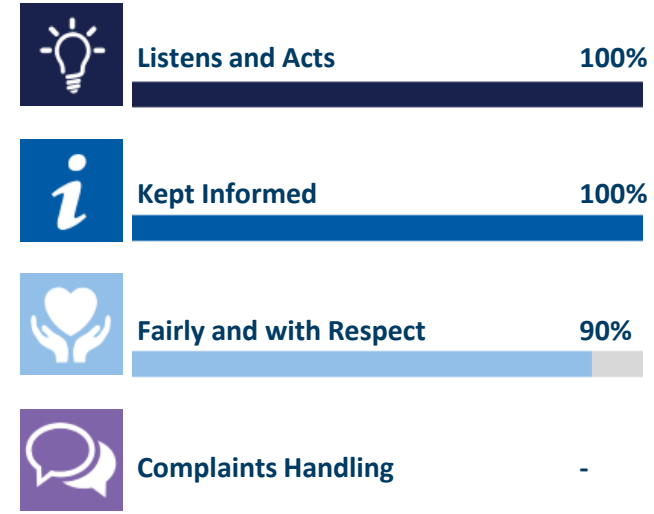 Listens and Acts 100%
Kept Informed 100%
Fairly and with Respect 90%
Complaints Handling -